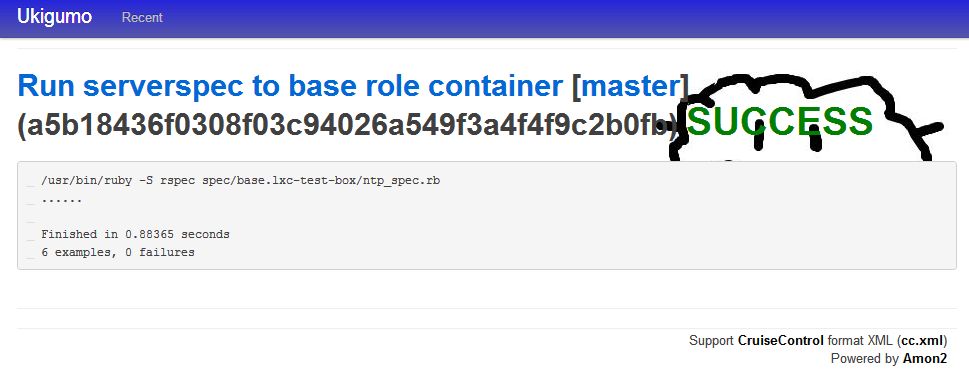 Ukigumo Recent
Run serverspec to base role container [master]
(a5b18436f0308f03c94026a549f3a4f4f9c2b0fb) SUCCESS
/usr/bin/ruby -S rspec spec/base.lxc-test-box/ntp_spec.rb
......
Finished in 0.88365 seconds
6 examples, 0 failures
Support CruiseControl format XML (cc.xml)
Powered by Amon2